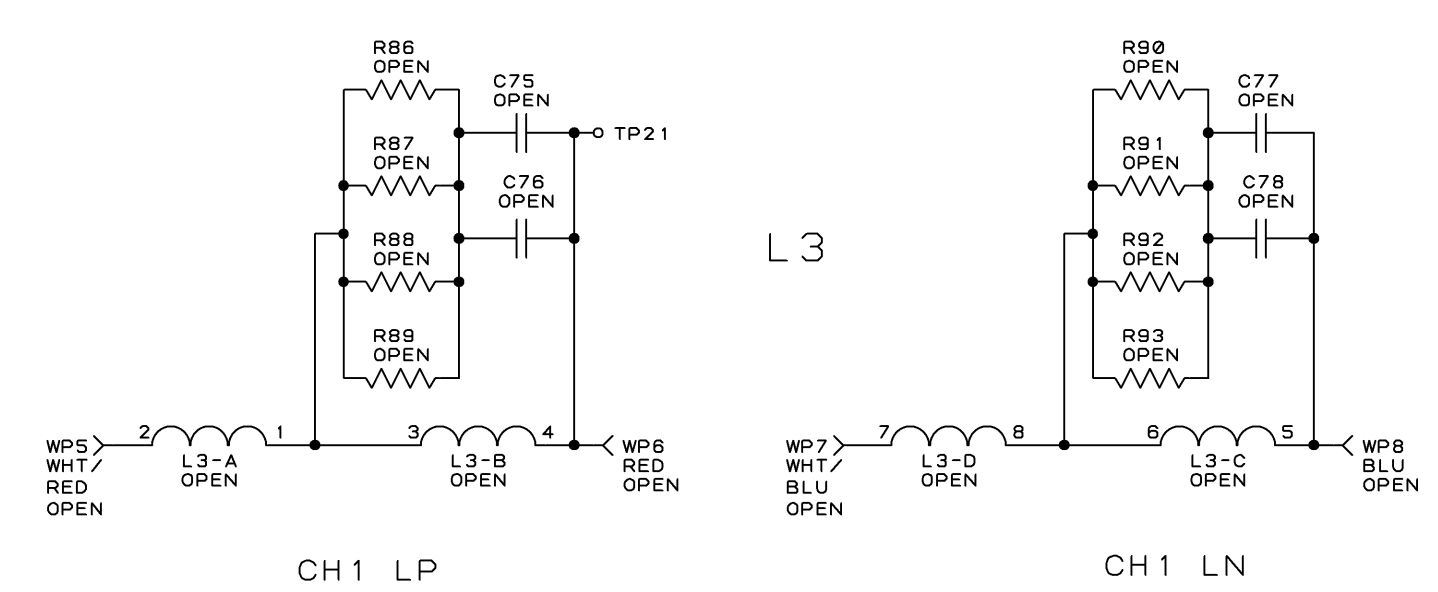 R86
OPEN
C75
OPEN
TP21
R87
OPEN
C76
OPEN
R88
OPEN
R89
OPEN
WP5
WHT/
RED
OPEN
2
1
L3-A
OPEN
3
4
L3-B
OPEN
WP6
RED
OPEN
CH1 LP
L3
R90
OPEN
C77
OPEN
R91
OPEN
C78
OPEN
R92
OPEN
R93
OPEN
WP7
WHT/
BLU
OPEN
7
8
L3-D
OPEN
6
5
L3-C
OPEN
WP8
BLU
OPEN
CH1 LN